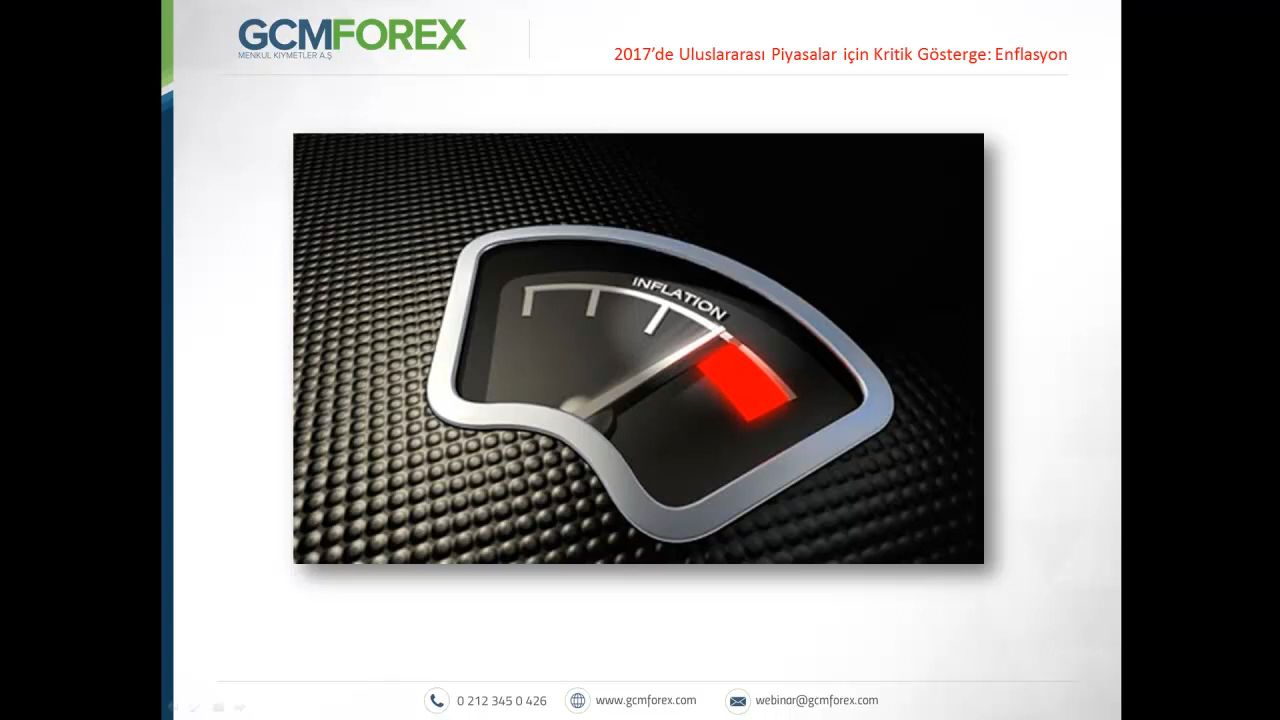 GCMFOREX
MENKUL KIYMETLER A.Ş
2017’de Uluslararası Piyasalar için Kritik Gösterge: Enflasyon
INFLATION
0 212 345 0 426
www.gcmforex.com
webinar@gcmforex.com